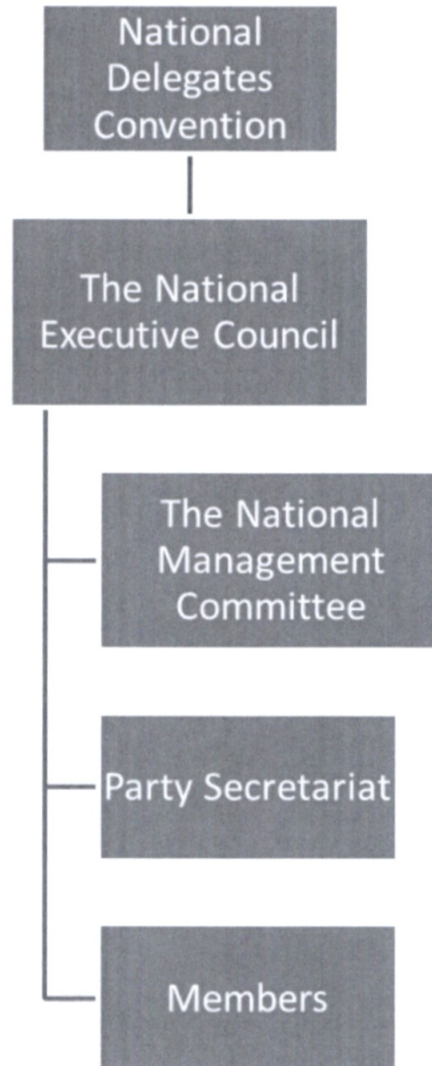 National
Delegates
Convention
The National
Executive Council
The National
Management
Committee
Party Secretariat
Members